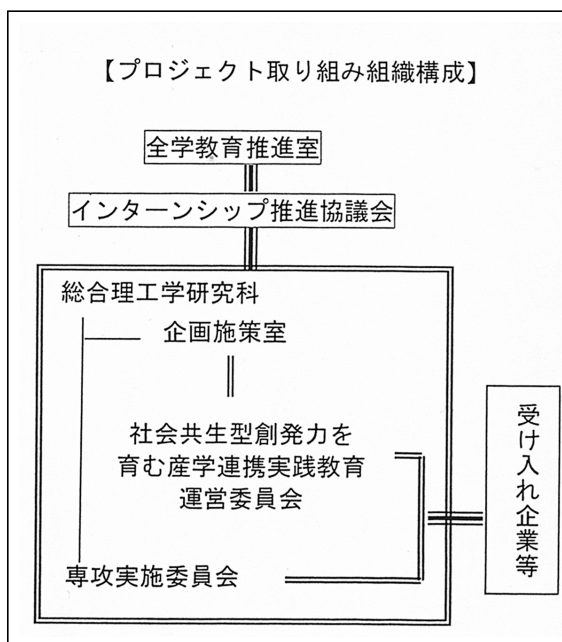 【プロジェクト取り組み組織構成】
全学教育推進室
インターンシップ推進協議会
総合理工学研究科
企画施策室
社会共生型創発力を
育む産学連携実践教育
運営委員会
専攻実施委員会
受け入れ企業等